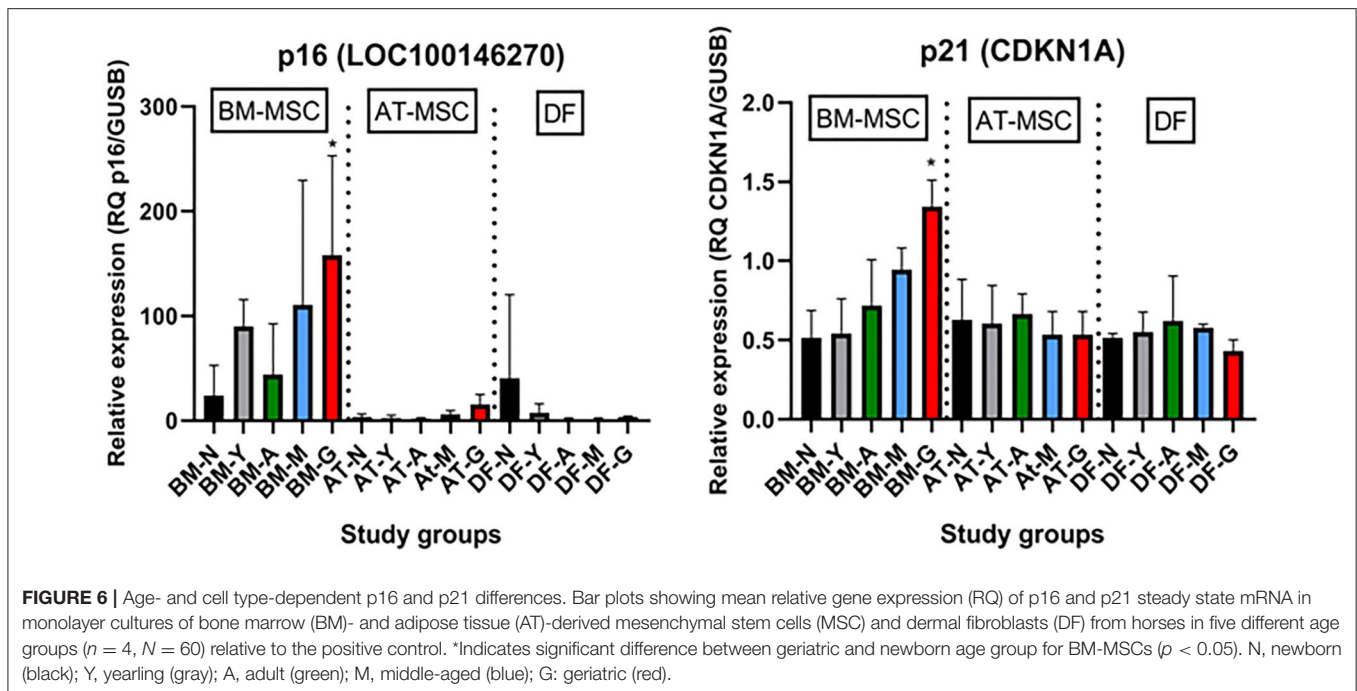 p16 (LOC100146270)
Relative expression (RQ p16/GUSB)
300
200
100
0
BM-MSC
AT-MSC
DF
*
BM-N
BM-Y
BM-A
BM-M
BM-G
AT-N
AT-Y
AT-A
At-M
AT-G
DF-N
DF-Y
DF-A
DF-M
DF-G
Study groups
p21 (CDKN1A)
Relative expression (RQ CDKN1A/GUSB)
2.0
1.5
1.0
0.5
0.0
BM-MSC
AT-MSC
DF
*
BM-N
BM-Y
BM-A
BM-M
BM-G
AT-N
AT-Y
AT-A
At-M
AT-G
DF-N
DF-Y
DF-A
DF-M
DF-G
Study groups
FIGURE 6 | Age- and cell type-dependent p16 and p21 differences. Bar plots showing mean relative gene expression (RQ) of p16 and p21 steady state mRNA in
monolayer cultures of bone marrow (BM)- and adipose tissue (AT)-derived mesenchymal stem cells (MSC) and dermal fibroblasts (DF) from horses in five different age
groups (n = 4, N = 60) relative to the positive control. *Indicates significant difference between geriatric and newborn age group for BM-MSCs (p < 0.05). N, newborn
(black); Y, yearling (gray); A, adult (green); M, middle-aged (blue); G: geriatric (red).